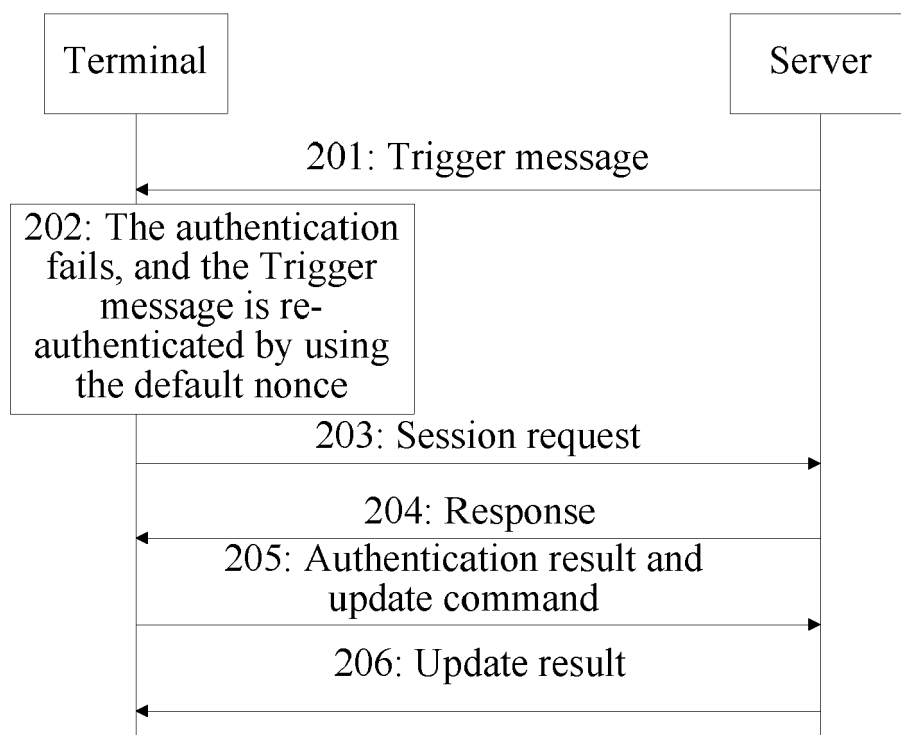 Terminal
Server
201: Trigger message
202: The authentication
fails, and the Trigger
message is re-
authenticated by using
the default nonce
203: Session request
204: Response
205: Authentication result and
update command
206: Update result